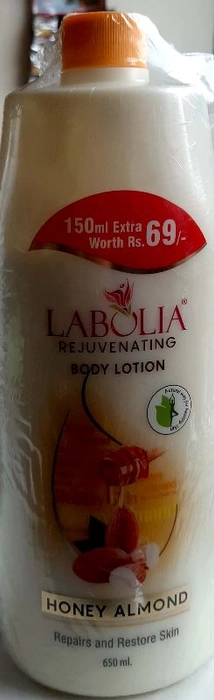 150ml Extra
Worth Rs. 69/-
LABOLIA®
REJUVENATING
BODY LOTION
HONEY ALMOND
Repairs and Restore Skin
650 ml.